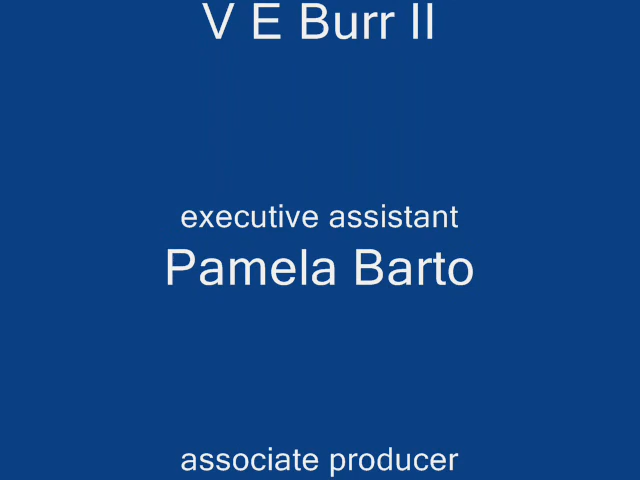 V E Burr II
executive assistant
Pamela Barto
associate producer